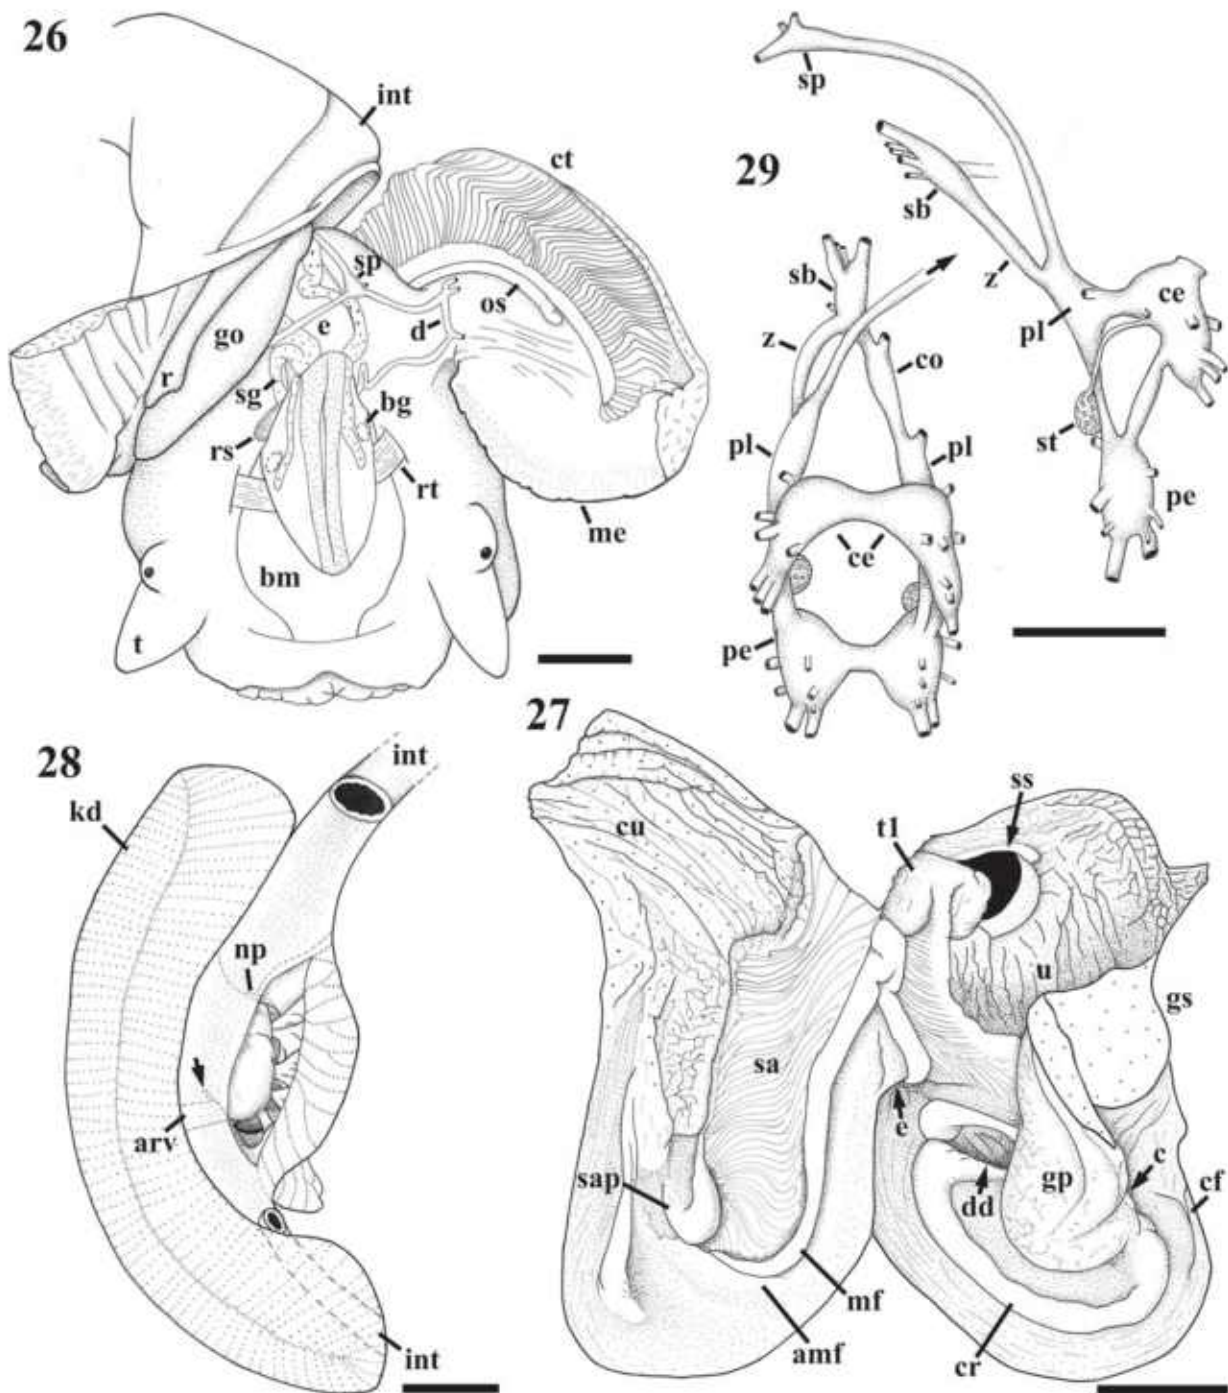 26
int
ct
sp
os
e
d
go
r
sg
bg
rs
rt
me
bm
t
29
sp
sb
z
ce
pl
st
pe
sb
z
co
pl
pl
ce
pe
28
int
kd
np
arv
int
27
ss
cu
t1
u
gs
sa
e
sap
gp
c
cf
dd
mf
amf
cr